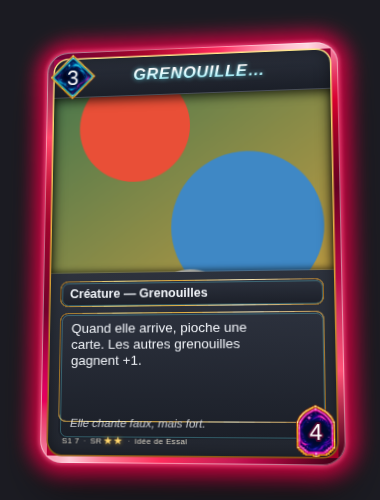 3
GRENOUILLE…
Créature — Grenouilles
Quand elle arrive, pioche une
carte. Les autres grenouilles
gagnent +1.
Elle chante faux, mais fort.
S1 7 · SR ★★ · Idée de Essai
4